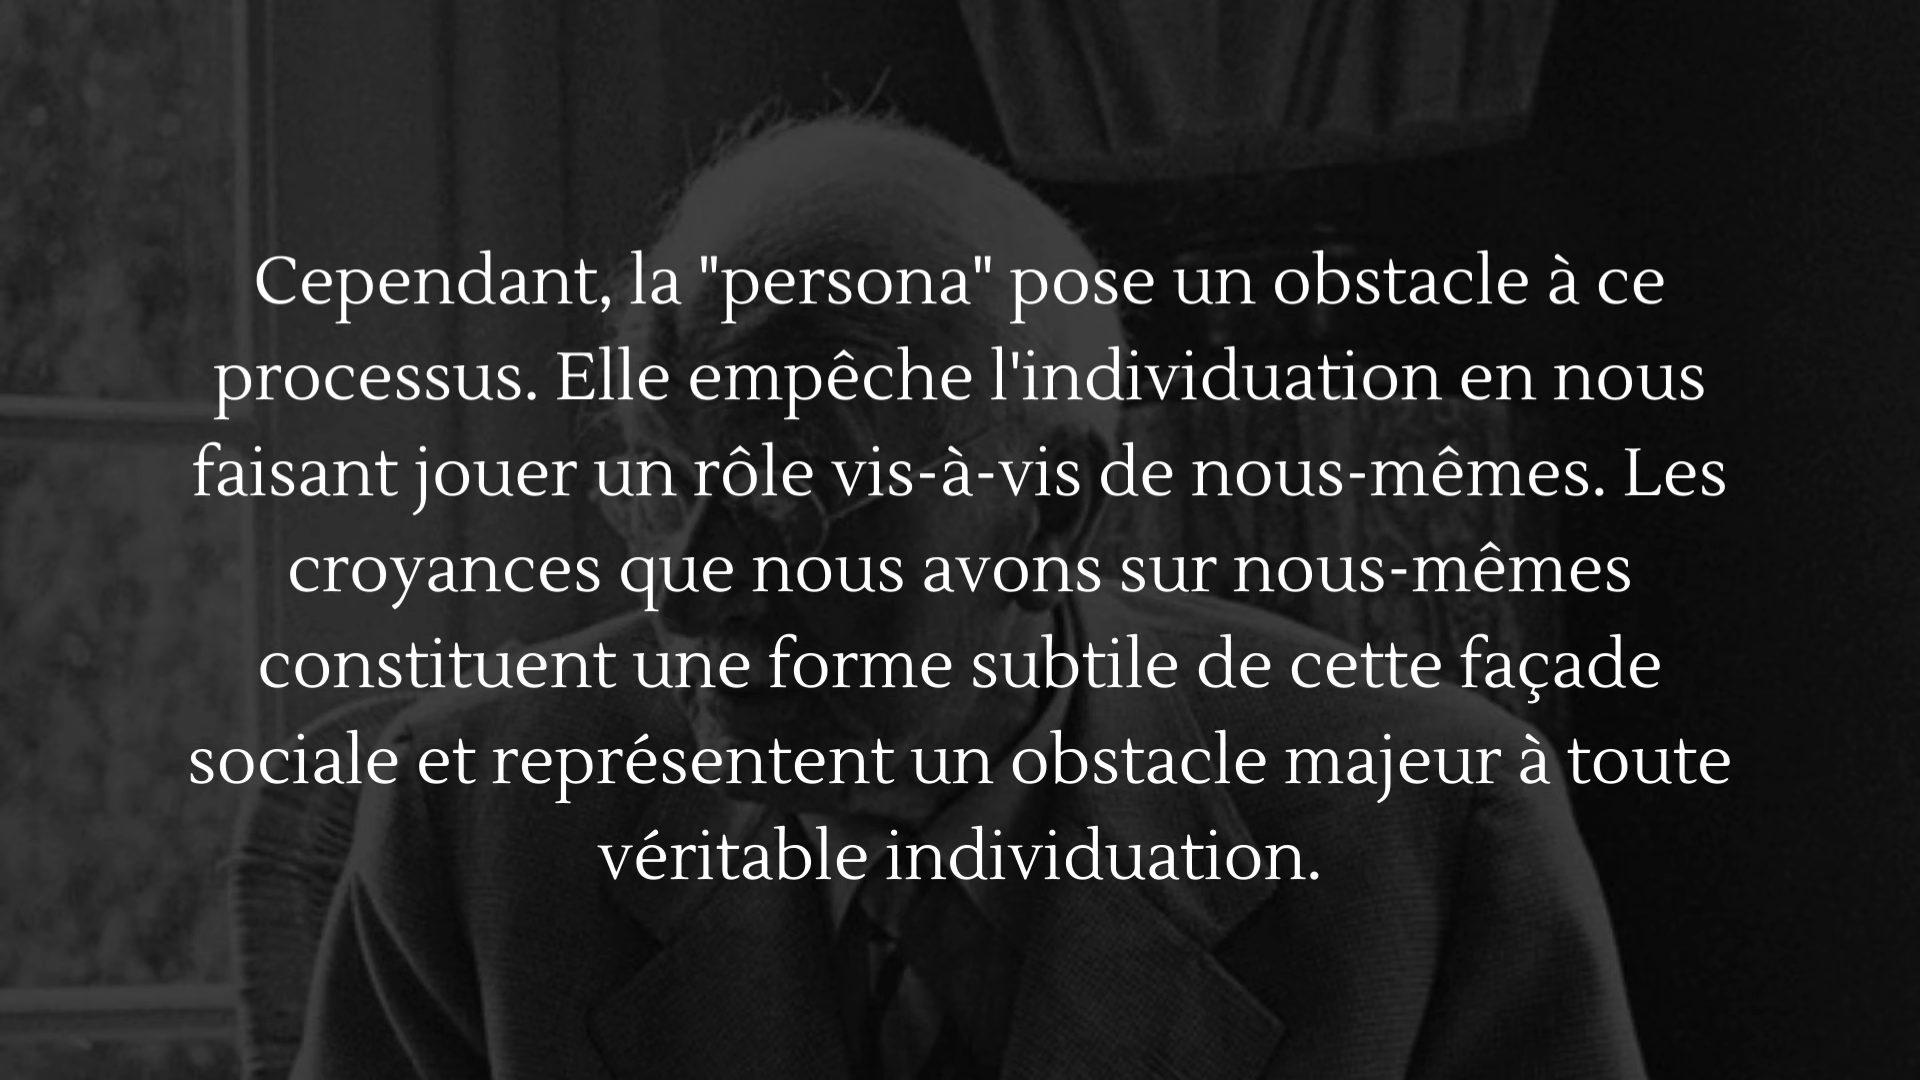 Cependant, la "persona" pose un obstacle à ce
processus. Elle empêche l'individuation en nous
faisant jouer un rôle vis-à-vis de nous-mêmes. Les
croyances que nous avons sur nous-mêmes
constituent une forme subtile de cette façade
sociale et représentent un obstacle majeur à toute
véritable individuation.